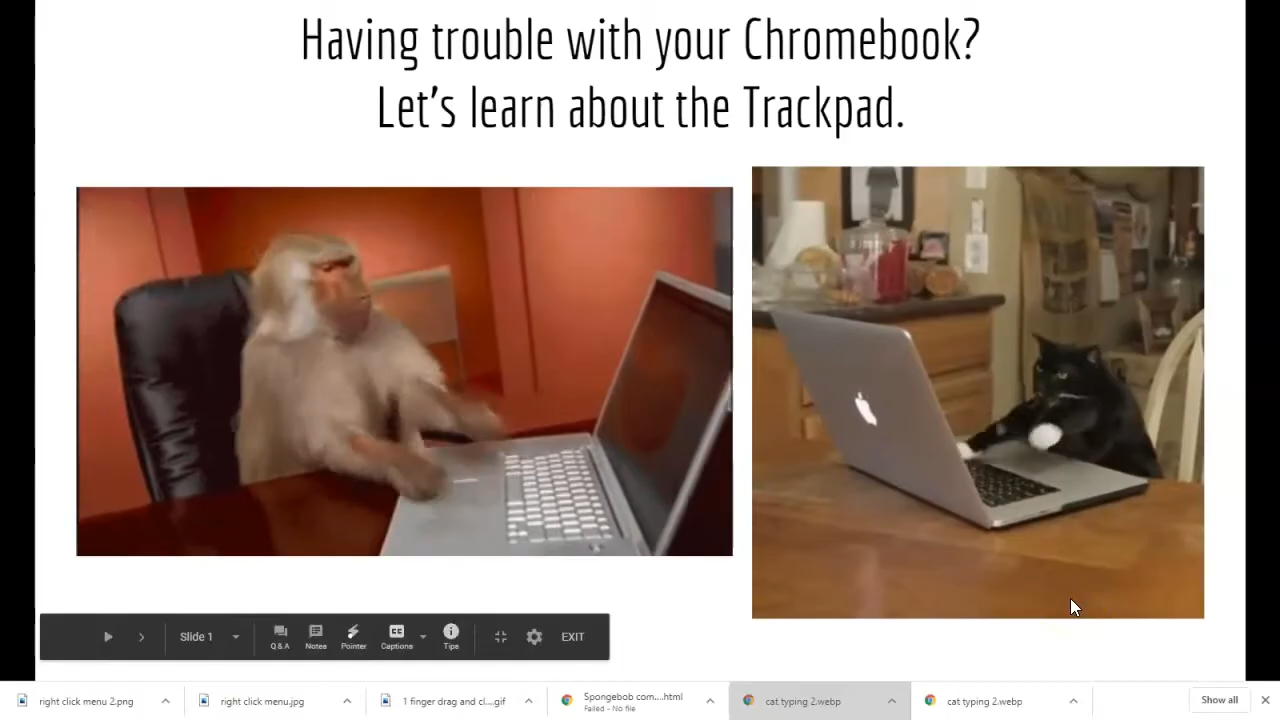 Having trouble with your Chromebook?
Let's learn about the Trackpad.
Slide 1
Q&A
Notes
Pointer
Captions
Tips
EXIT
right click menu 2.png
right click menu.jpg
1 finger drag and cl....gif
Spongebob com....html
Failed - No file
cat typing 2.webp
cat typing 2.webp
Show all